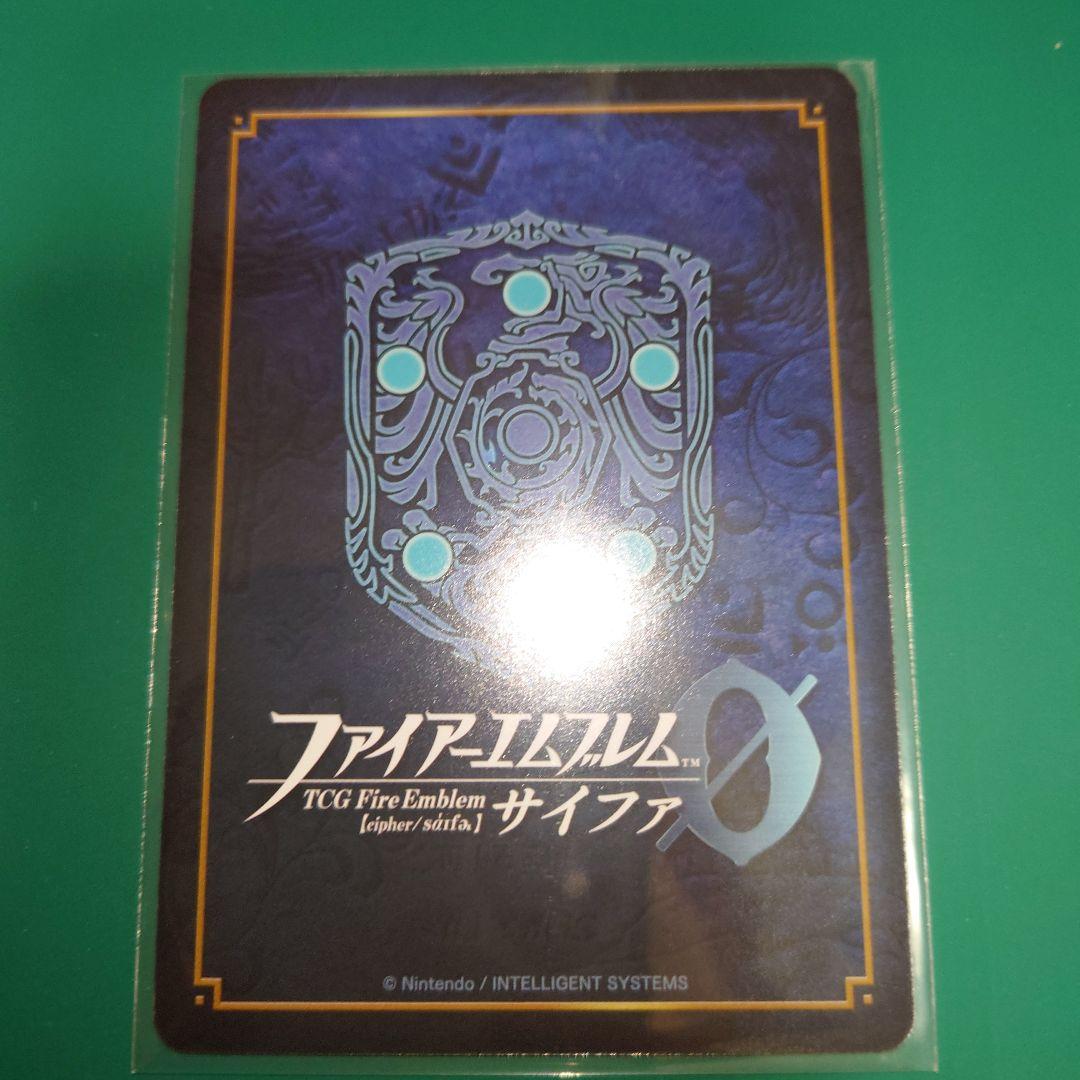 ファイアーエムブレム™
TCG Fire Emblem
【cipher/sáɪfɚ】
サイファ
© Nintendo / INTELLIGENT SYSTEMS